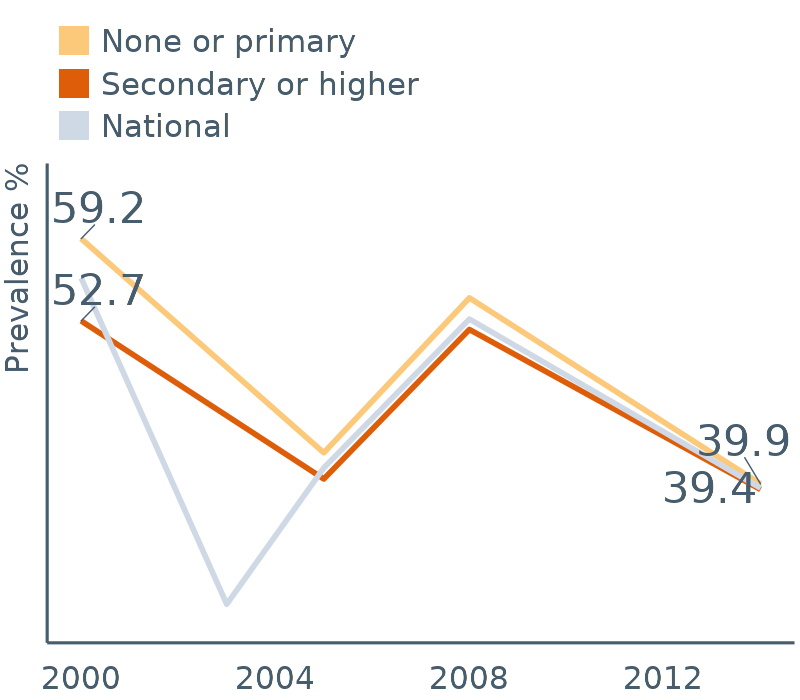 None or primary
Secondary or higher
National
Prevalence %
59.2
52.7
39.9
39.4
2000 2004 2008 2012